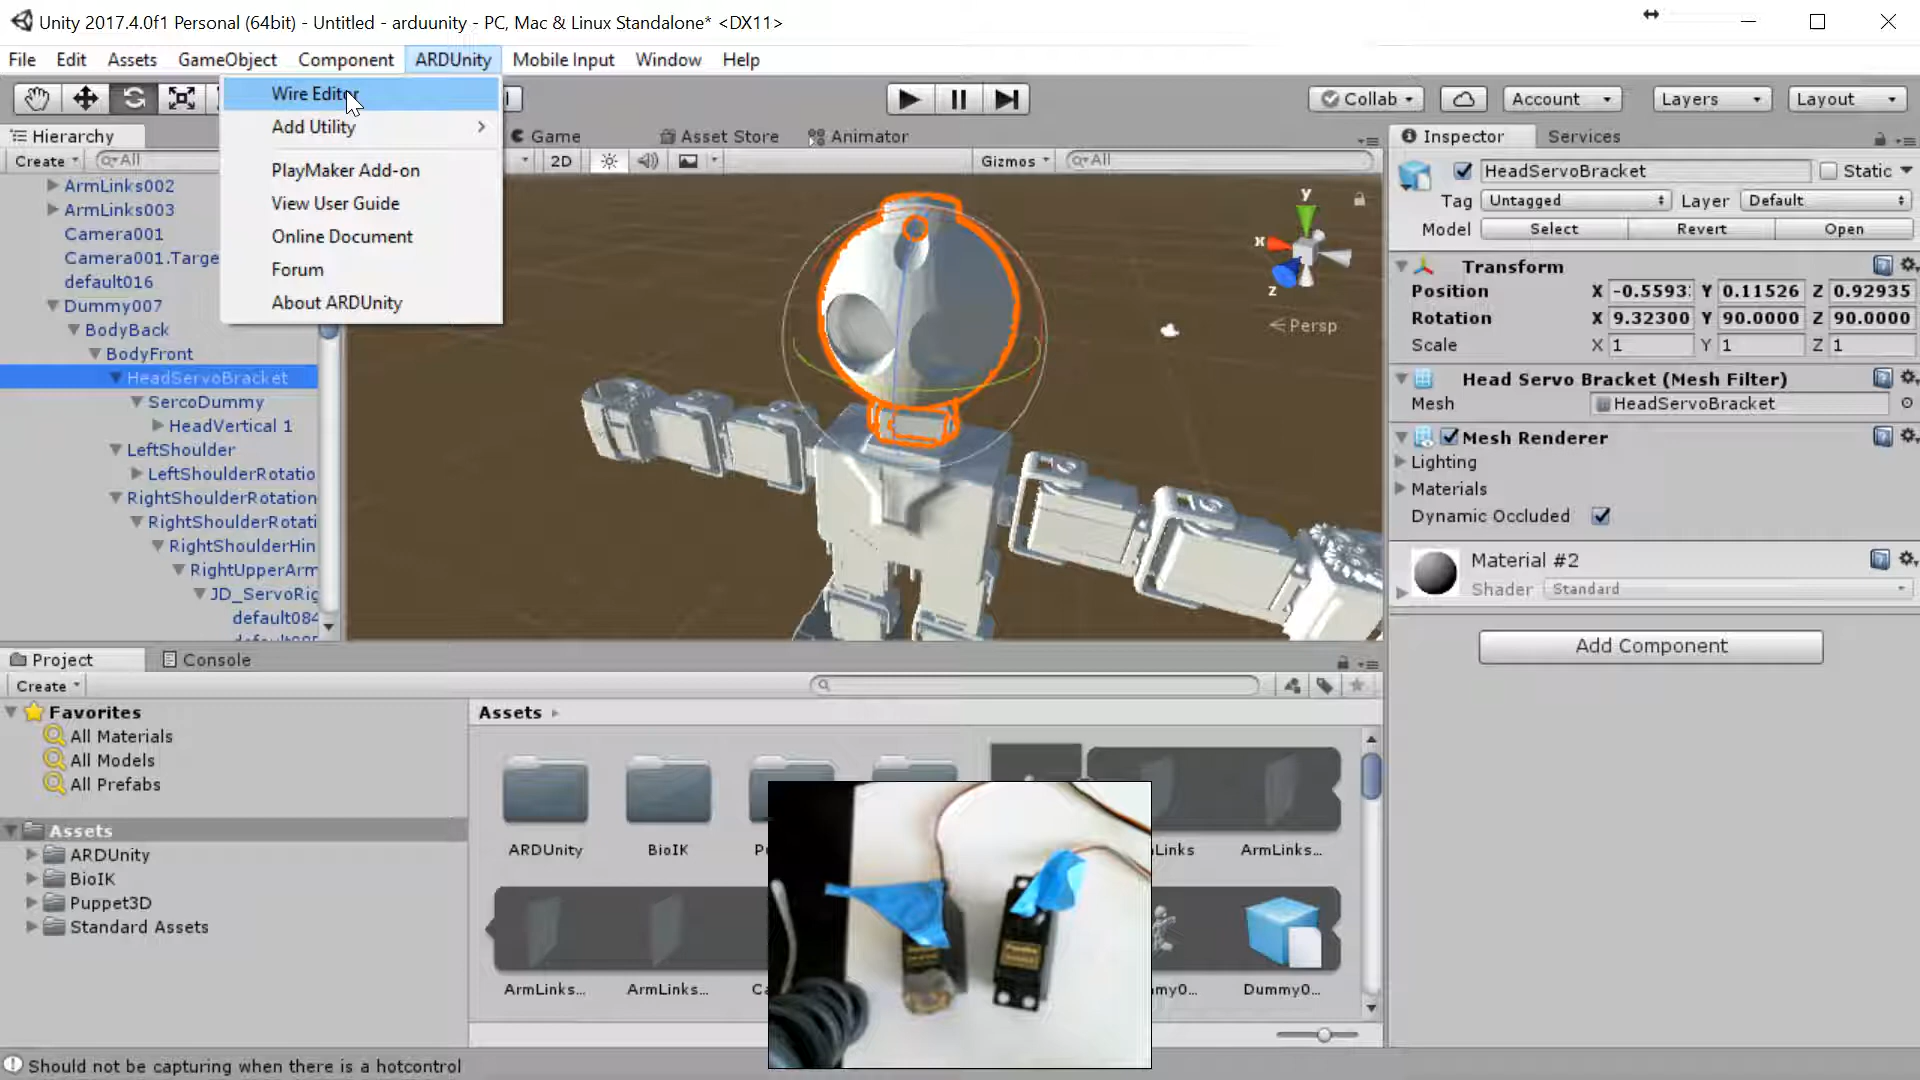 Unity 2017.4.0f1 Personal (64bit) - Untitled - arduunity - PC, Mac & Linux Standalone* <DX11>
File Edit Assets GameObject Component ARDUnity Mobile Input Window Help
Wire Editor
Add Utility
PlayMaker Add-on
View User Guide
Online Document
Forum
About ARDUnity
Collab
Account
Layers
Layout
Hierarchy
Create
All
ArmLinks002
ArmLinks003
Camera001
Camera001.Targe
default016
Dummy007
BodyBack
BodyFront
HeadServoBracket
SercoDummy
HeadVertical 1
LeftShoulder
LeftShoulderRotatio
RightShoulderRotation
RightShoulderRotati
RightShoulderHin
RightUpperArm
JD_ServoRig
default084
Game
Asset Store
Animator
2D
Gizmos
All
y
x
z
Persp
Inspector
Services
HeadServoBracket
Static
Tag Untagged Layer Default
Model Select Revert Open
Transform
Position X -0.5593 Y 0.11526 Z 0.92935
Rotation X 9.32300 Y 90.0000 Z 90.0000
Scale X 1 Y 1 Z 1
Head Servo Bracket (Mesh Filter)
Mesh HeadServoBracket
Mesh Renderer
Lighting
Materials
Dynamic Occluded
Material #2
Shader Standard
Add Component
Project
Console
Create
Favorites
All Materials
All Models
All Prefabs
Assets
ARDUnity
BioIK
Puppet3D
Standard Assets
Assets
ARDUnity
BioIK
Links
ArmLinks...
ArmLinks...
ArmLinks...
Ca
my0...
Dummy0...
Should not be capturing when there is a hotcontrol